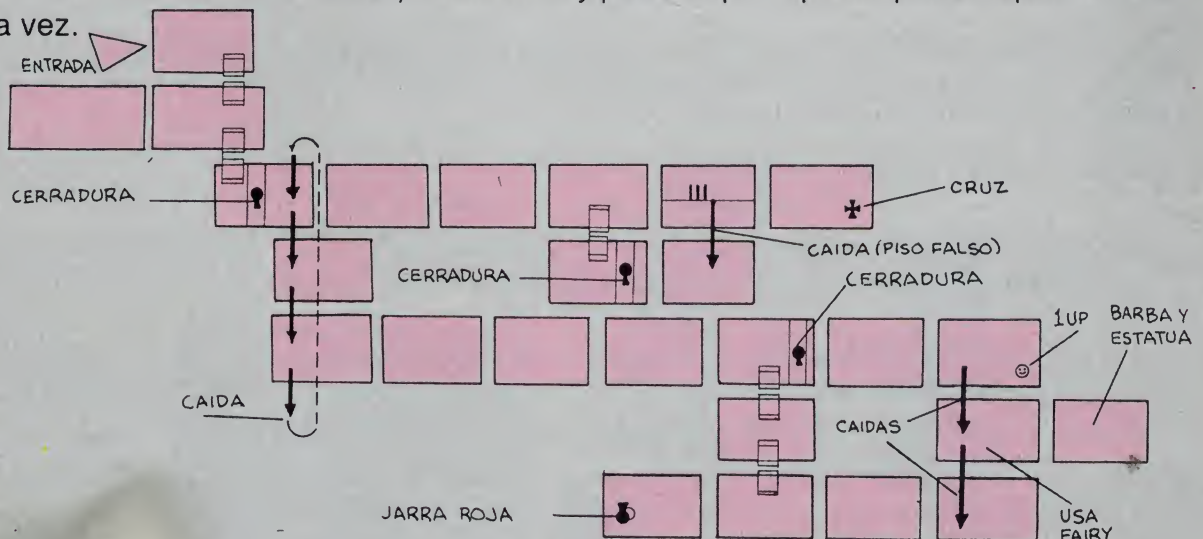 a vez.
ENTRADA
CERRADURA
CRUZ
CAIDA (PISO FALSO)
CERRADURA
CERRADURA
1UP
BARBA Y
ESTATUA
CAIDA
CAIDAS
JARRA ROJA
USA
FAIRY